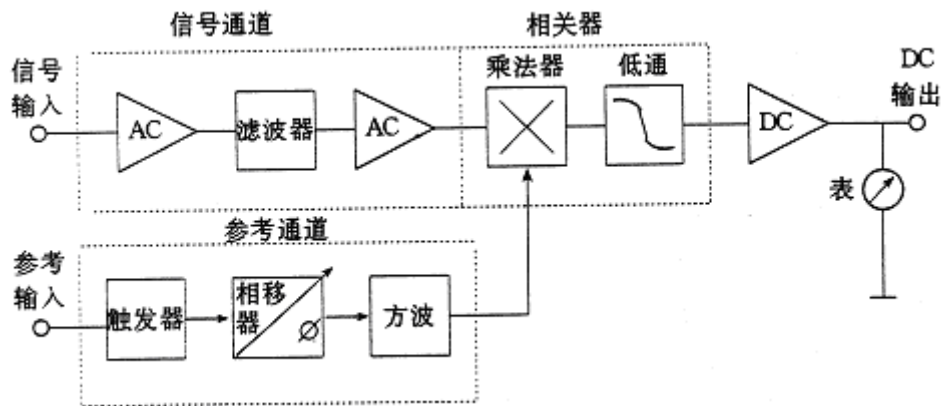 信号通道
相关器
信号
输入
AC
滤波器
AC
乘法器
低通
DC
DC
输出
表
参考通道
参考
输入
触发器
相移
器
Ø
方波